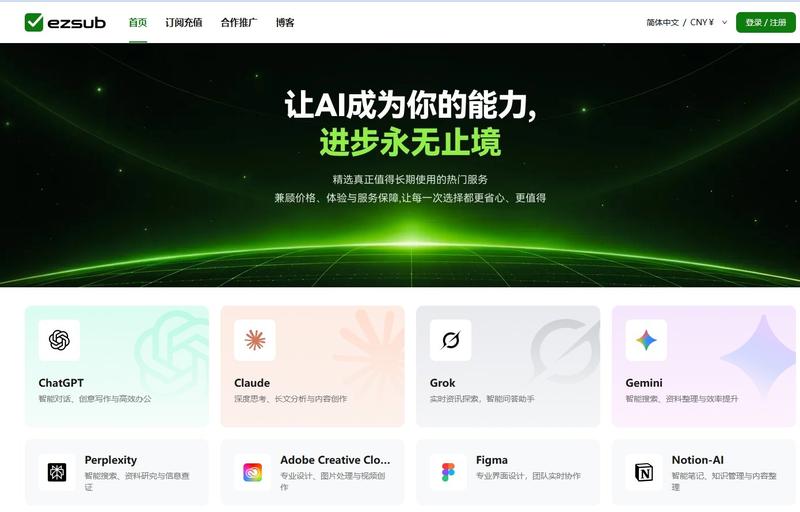 ezsub
首页 订阅充值 合作推广 博客
简体中文 / CNY ¥
登录 / 注册
让AI成为你的能力,
进步永无止境
精选真正值得长期使用的热门服务
兼顾价格、体验与服务保障,让每一次选择都更省心、更值得
ChatGPT
智能对话、创意写作与高效办公
Claude
深度思考、长文分析与内容创作
Grok
实时资讯探索，智能问答助手
Gemini
智能搜索、资料整理与效率提升
Perplexity
智能搜索、资料研究与信息查
证
Adobe Creative Clo...
专业设计、图片处理与视频创
作
Figma
专业界面设计，团队实时协作
Notion-AI
智能笔记、知识管理与内容整
理